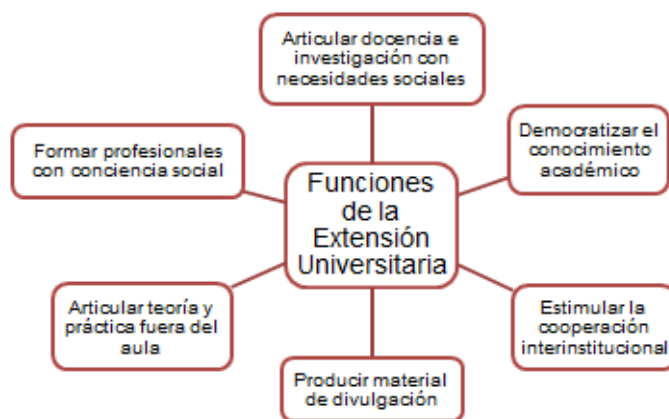 Articular docencia e
investigación con
necesidades sociales
Democratizar el
conocimiento
académico
Formar profesionales
con conciencia social
Funciones
de la
Extensión
Universitaria
Articular teoría y
práctica fuera del
aula
Estimular la
cooperación
interinstitucional
Producir material
de divulgación